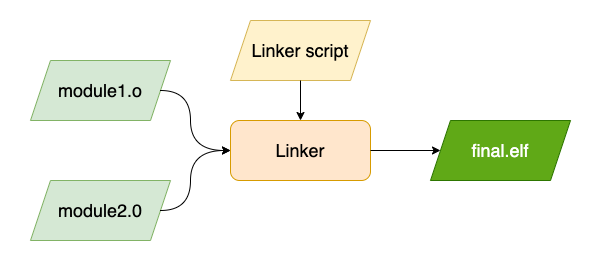 Linker script
module1.o
Linker
final.elf
module2.0